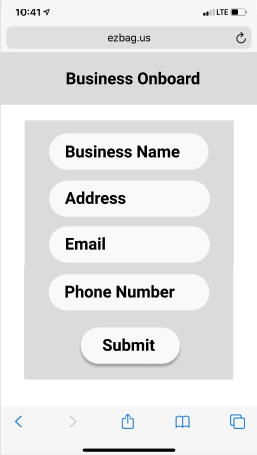 10:41 LTE
ezbag.us
Business Onboard
Business Name
Address
Email
Phone Number
Submit